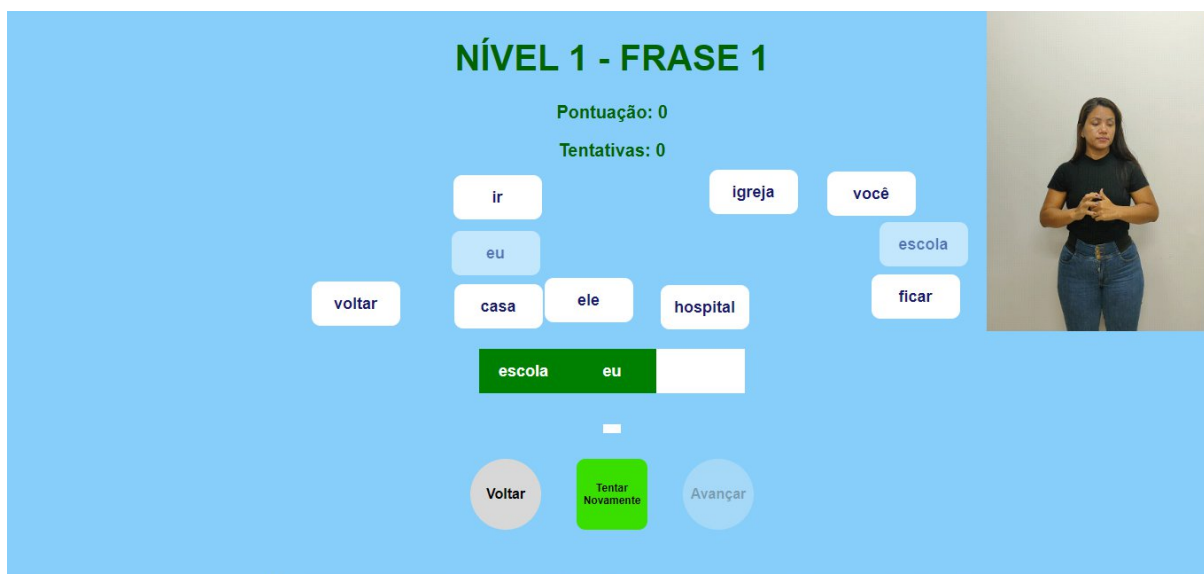 NÍVEL 1 - FRASE 1
Pontuação: 0
Tentativas: 0
ir
igreja
você
eu
escola
voltar
casa
ele
hospital
ficar
escola eu
Voltar
Tentar
Novamente
Avançar